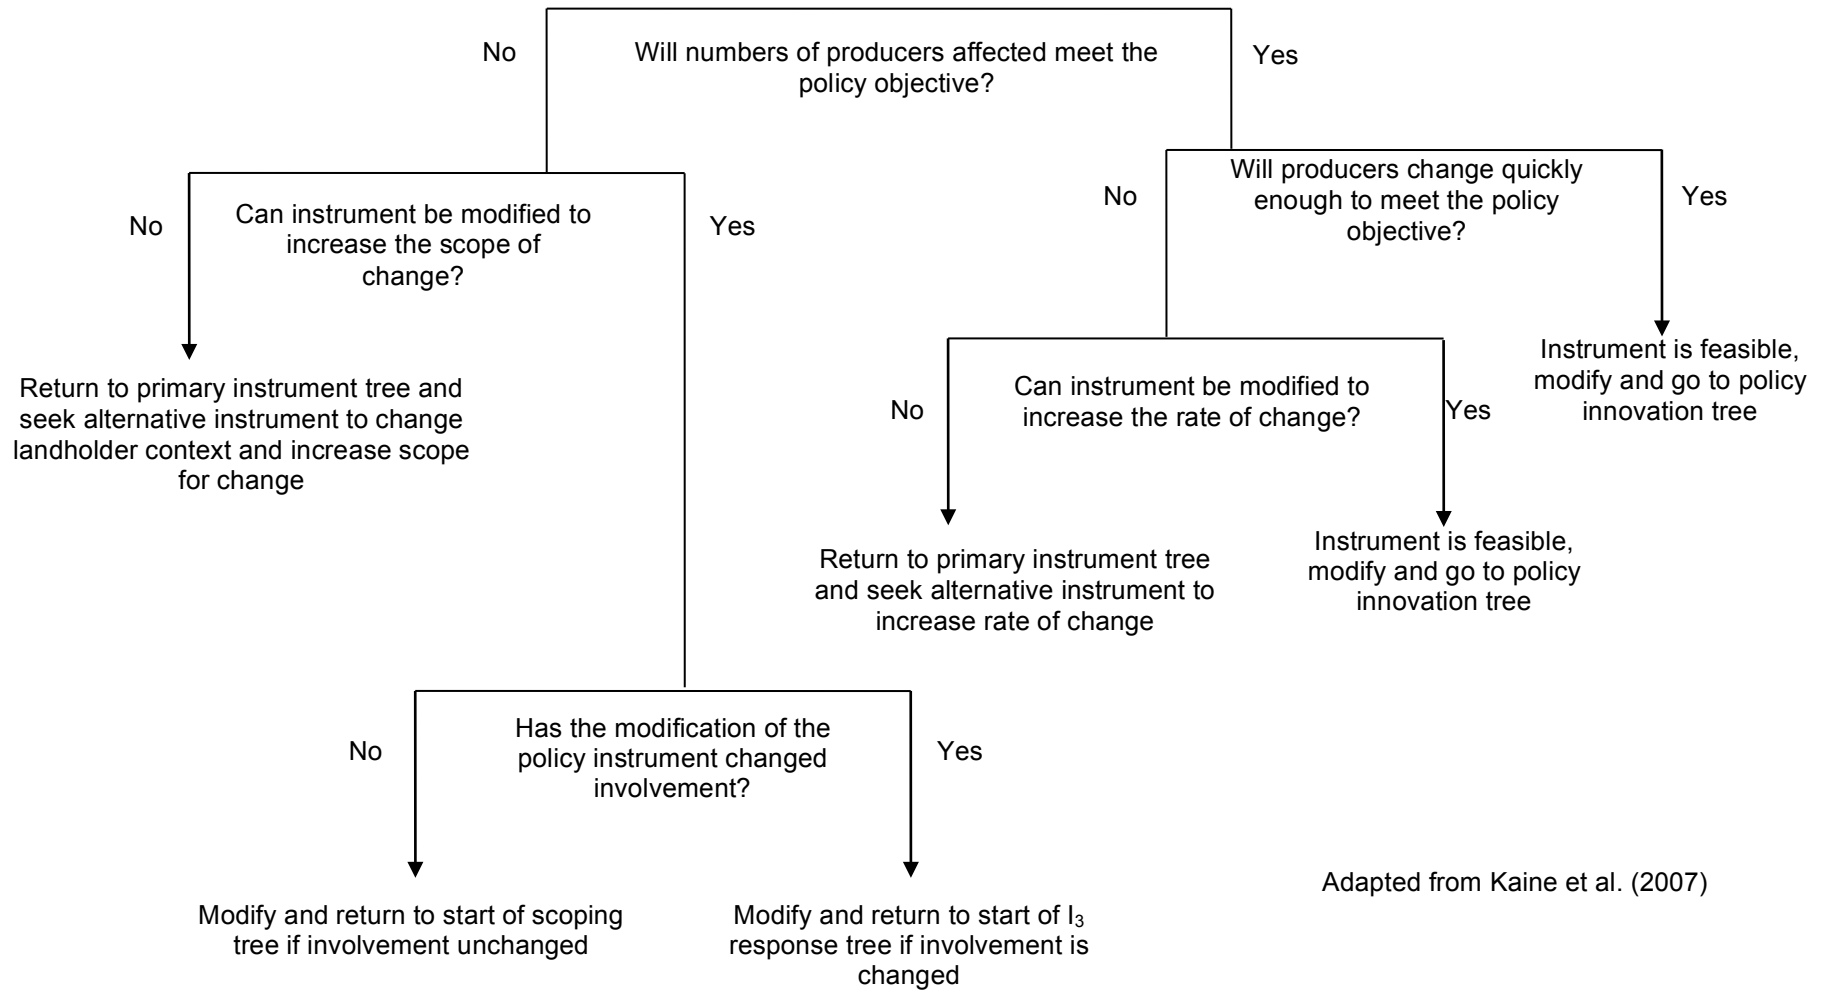 No
Will numbers of producers affected meet the
policy objective?
Yes
No
Can instrument be modified to
increase the scope of
change?
Yes
No
Will producers change quickly
enough to meet the policy
objective?
Yes
Return to primary instrument tree and
seek alternative instrument to change
landholder context and increase scope
for change
No
Can instrument be modified to
increase the rate of change?
Yes
Instrument is feasible,
modify and go to policy
innovation tree
Return to primary instrument tree
and seek alternative instrument to
increase rate of change
Instrument is feasible,
modify and go to policy
innovation tree
No
Has the modification of the
policy instrument changed
involvement?
Yes
Modify and return to start of scoping
tree if involvement unchanged
Modify and return to start of I₃
response tree if involvement is
changed
Adapted from Kaine et al. (2007)